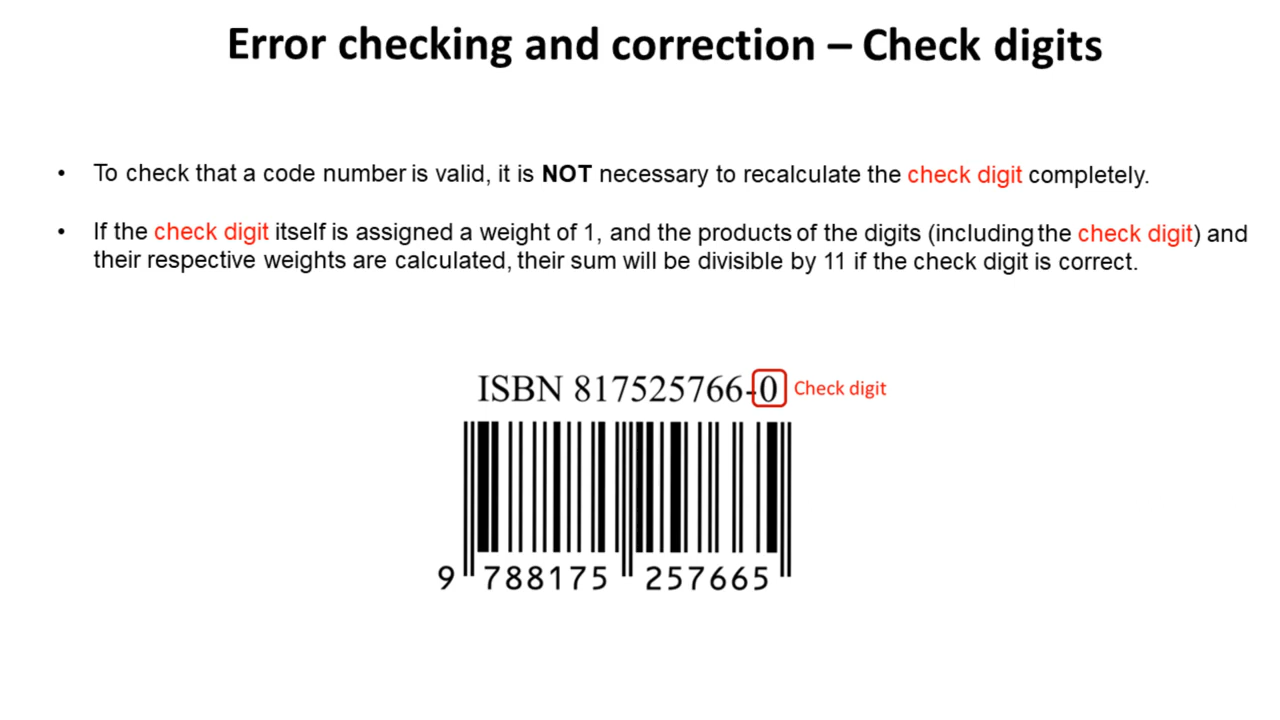 Error checking and correction – Check digits
• To check that a code number is valid, it is NOT necessary to recalculate the check digit completely.
• If the check digit itself is assigned a weight of 1, and the products of the digits (including the check digit) and
their respective weights are calculated, their sum will be divisible by 11 if the check digit is correct.
ISBN 817525766-0 Check digit
9 788175 257665